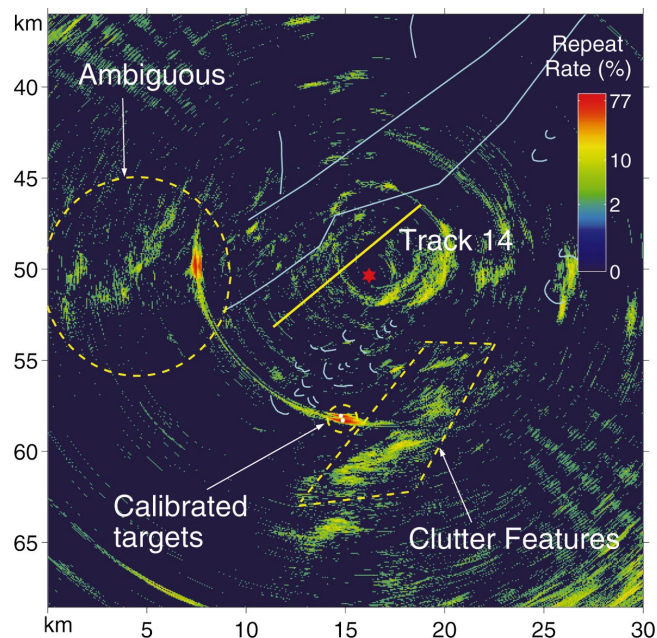 km
Repeat
Rate (%)
Ambiguous
77
10
2
0
40
45
50
55
60
65
Track 14
Calibrated
targets
Clutter Features
km
5
10
15
20
25
30